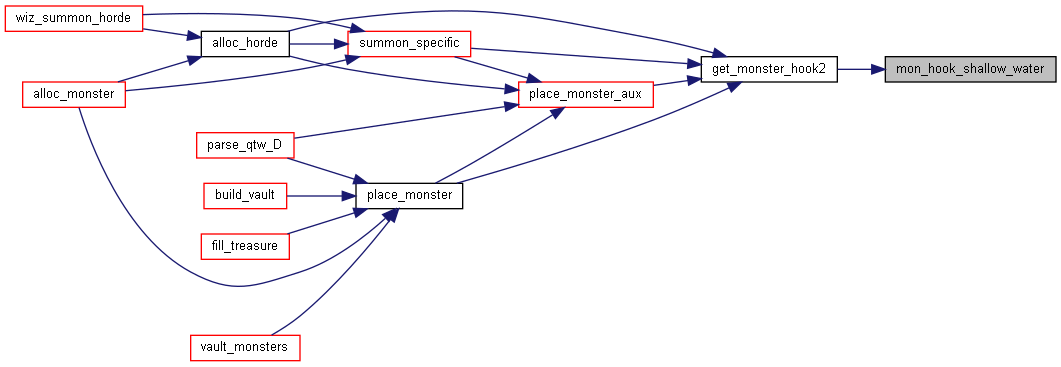 wiz_summon_horde
alloc_horde
summon_specific
get_monster_hook2
mon_hook_shallow_water
alloc_monster
place_monster_aux
parse_qtw_D
build_vault
place_monster
fill_treasure
vault_monsters